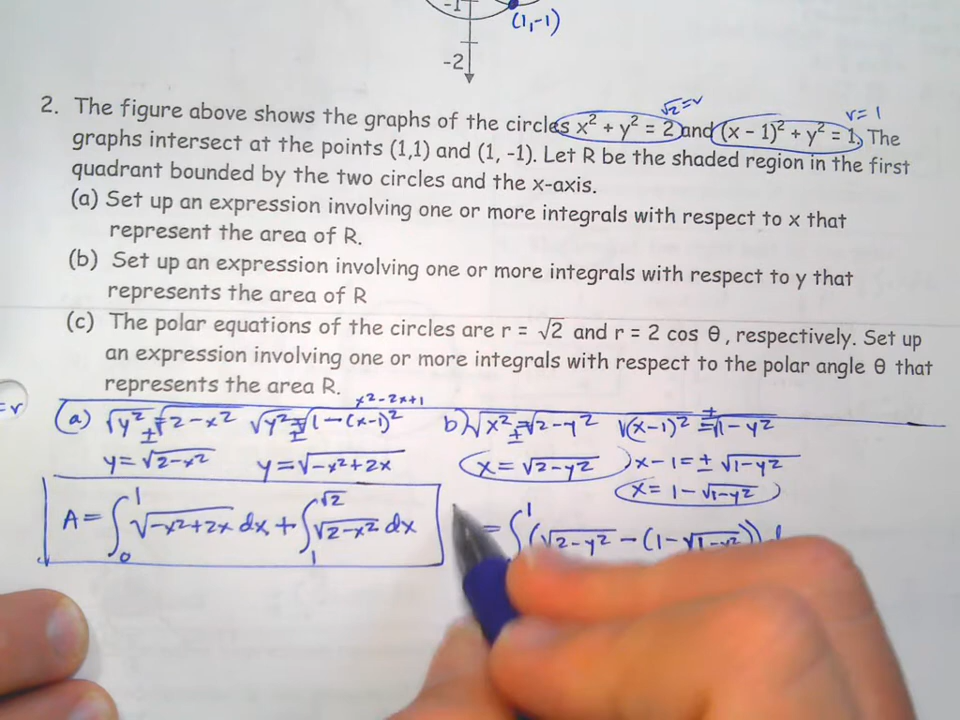 -1
(1,-1)
-2
√2=r
r=1
2. The figure above shows the graphs of the circles x² + y² = 2 and (x - 1)² + y² = 1. The
graphs intersect at the points (1,1) and (1, -1). Let R be the shaded region in the first
quadrant bounded by the two circles and the x-axis.
(a) Set up an expression involving one or more integrals with respect to x that
represent the area of R.
(b) Set up an expression involving one or more integrals with respect to y that
represents the area of R
(c) The polar equations of the circles are r = √2 and r = 2 cos θ, respectively. Set up
an expression involving one or more integrals with respect to the polar angle θ that
represents the area R.
=r
x²-2x+1
(a) √y² = ±√2-x² √y² = ±√1-(x-1)² b) √x² = ±√2-y² √(x-1)² = ±√1-y²
y=√2-x² y=√-x²+2x x=√2-y² x-1=±√1-y²
x= 1-√1-y²
A= ∫₀¹ √-x²+2x dx + ∫₁^√2 √2-x² dx = ∫¹ (√2-y² - (1-√1-y²))